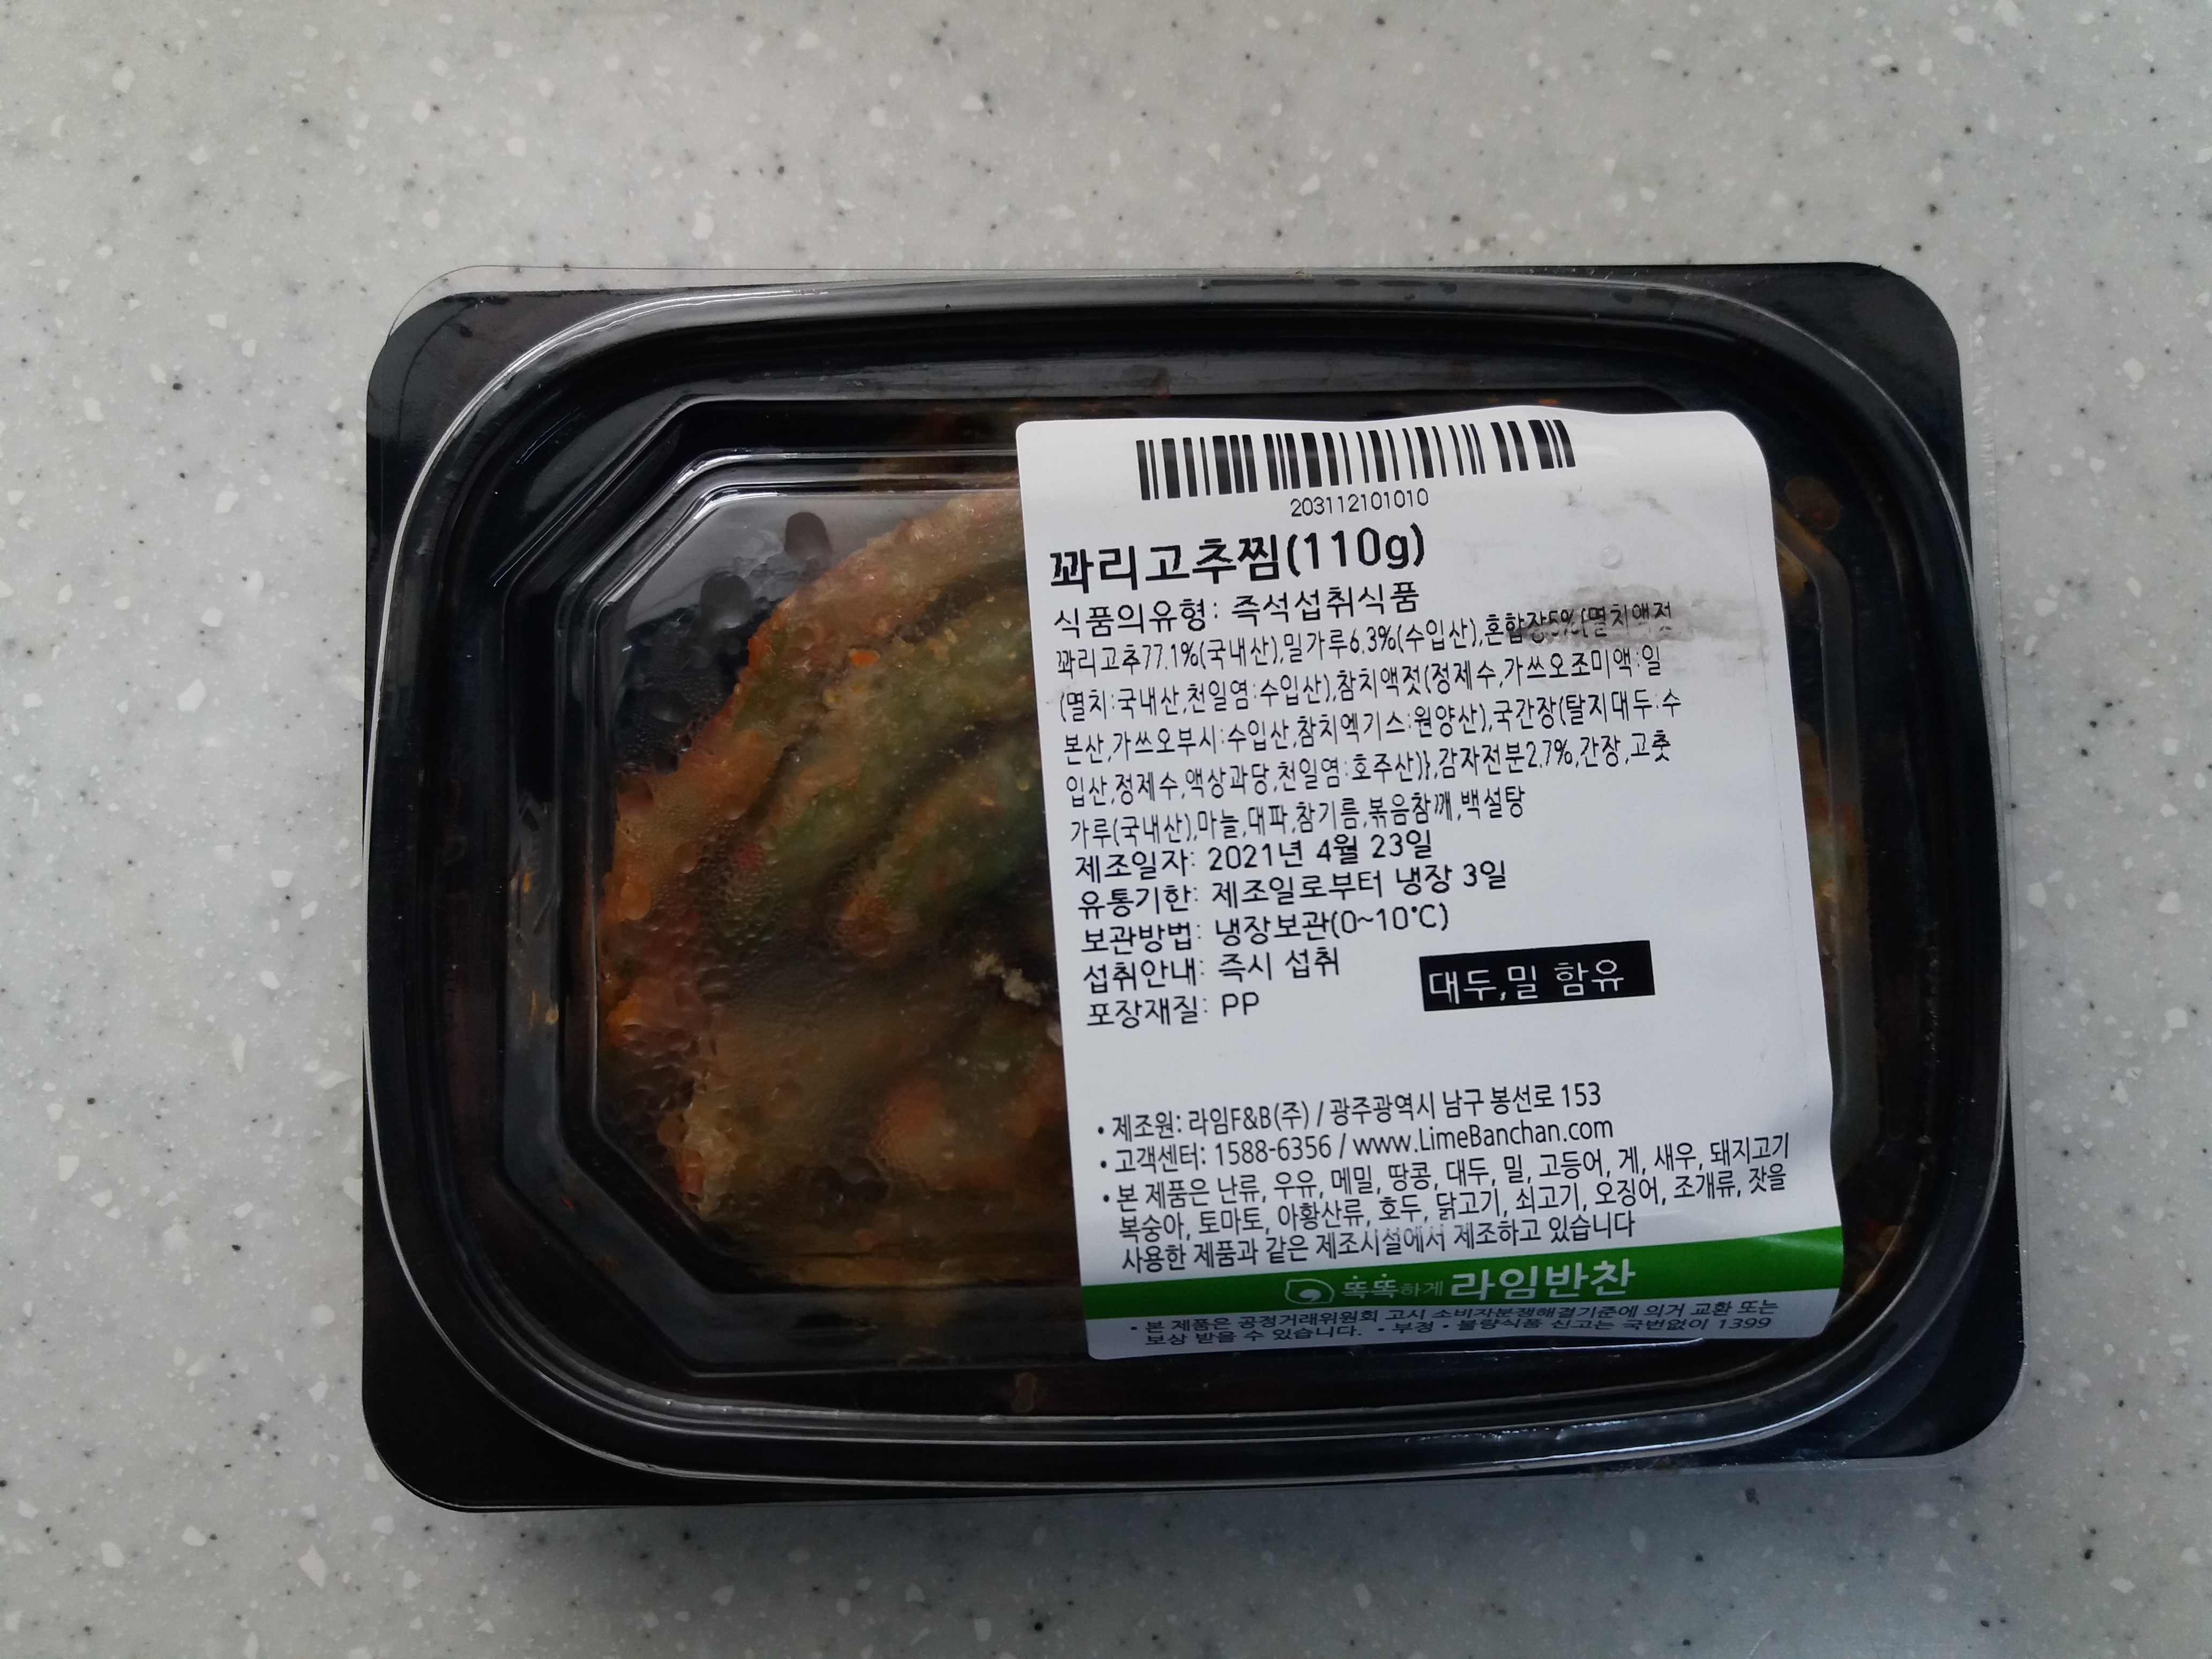 203112101010
꽈리고추찜(110g)
식품의유형: 즉석섭취식품
꽈리고추77.1%(국내산),밀가루6.3%(수입산),혼합장5%{멸치액젓
(멸치:국내산,천일염:수입산),참치액젓(정제수,가쓰오조미액:일
본산,가쓰오부시:수입산,참치엑기스:원양산),국간장(탈지대두:수
입산,정제수,액상과당,천일염:호주산)},감자전분2.7%,간장,고춧
가루(국내산),마늘,대파,참기름,볶음참깨,백설탕
제조일자: 2021년 4월 23일
유통기한: 제조일로부터 냉장 3일
보관방법: 냉장보관(0~10℃)
섭취안내: 즉시 섭취
포장재질: PP
대두,밀 함유
• 제조원: 라임F&B(주) / 광주광역시 남구 봉선로 153
• 고객센터: 1588-6356 / www.LimeBanchan.com
• 본 제품은 난류, 우유, 메밀, 땅콩, 대두, 밀, 고등어, 게, 새우, 돼지고기
복숭아, 토마토, 아황산류, 호두, 닭고기, 쇠고기, 오징어, 조개류, 잣을
사용한 제품과 같은 제조시설에서 제조하고 있습니다
똑똑하게 라임반찬
• 본 제품은 공정거래위원회 고시 소비자분쟁해결기준에 의거 교환 또는
보상 받을 수 있습니다. • 부정 • 불량식품 신고는 국번없이 1399